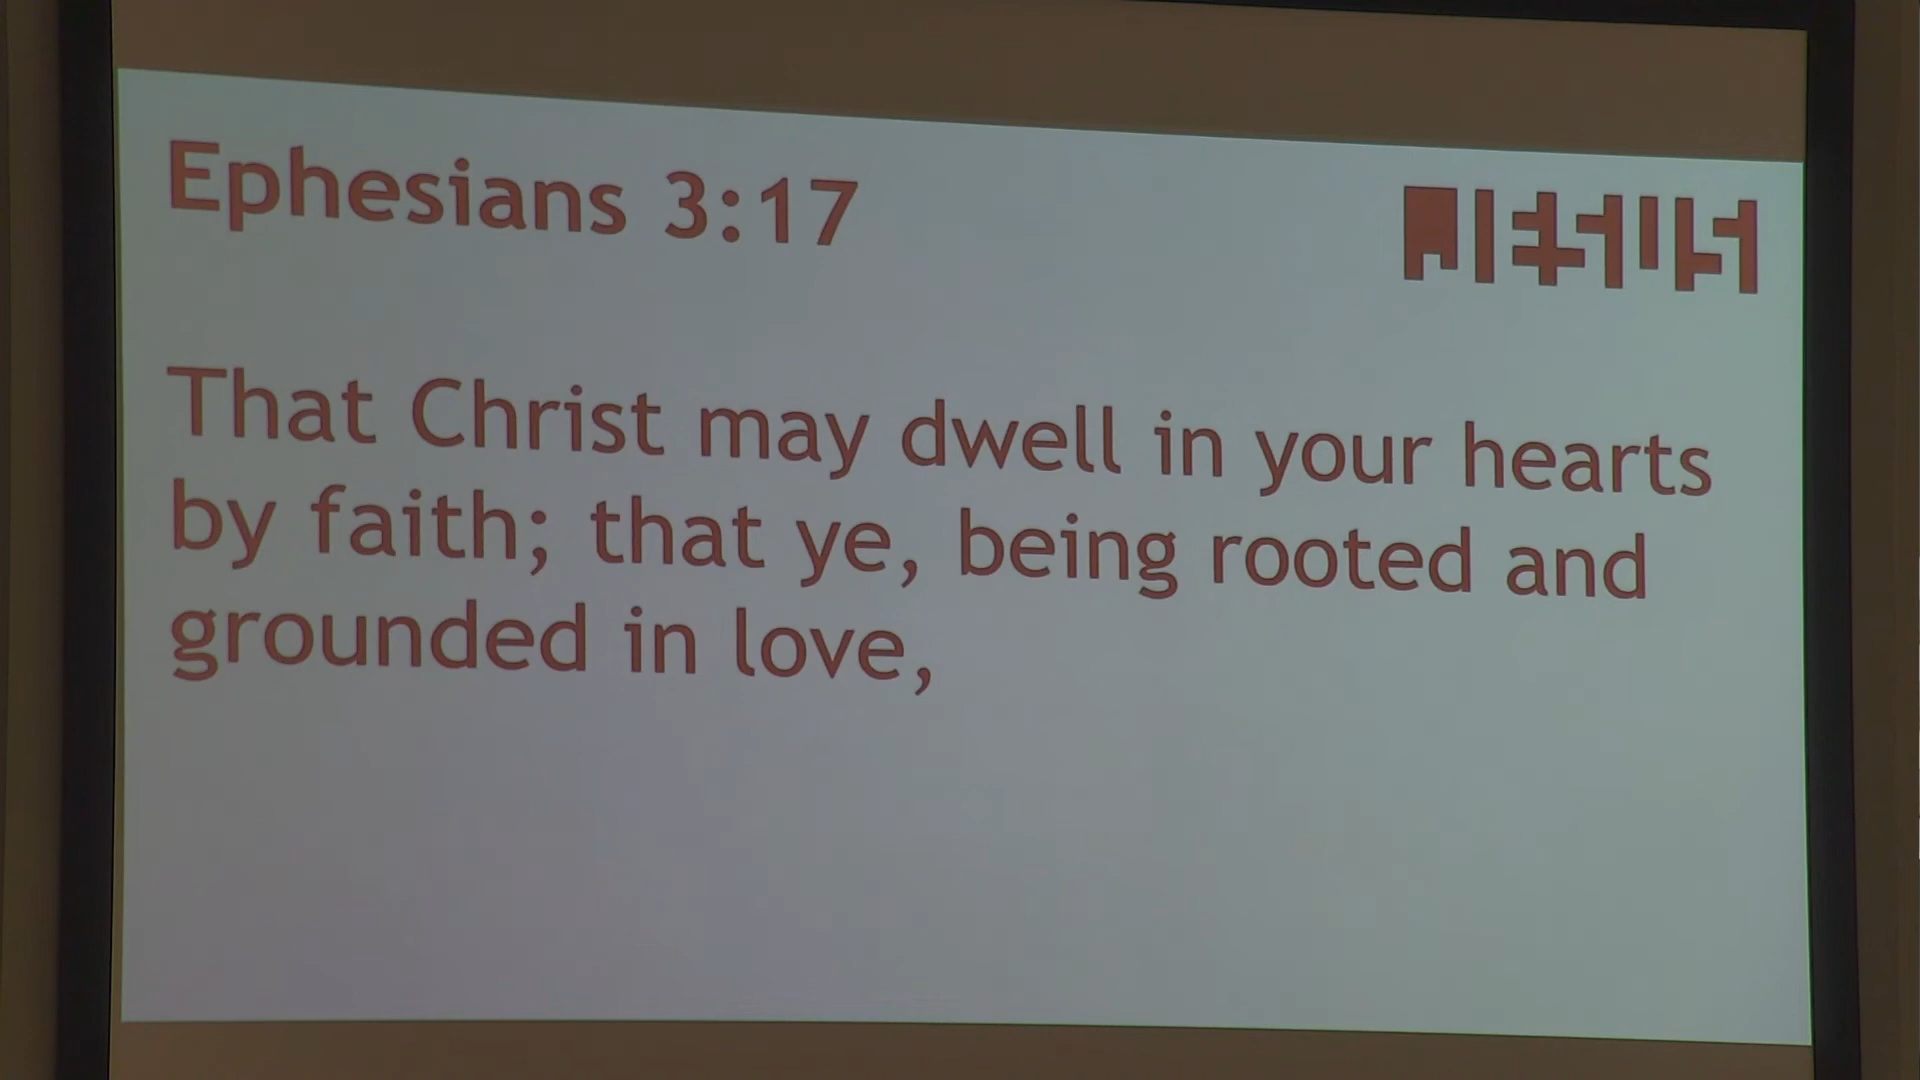 Ephesians 3:17
That Christ may dwell in your hearts
by faith; that ye, being rooted and
grounded in love,